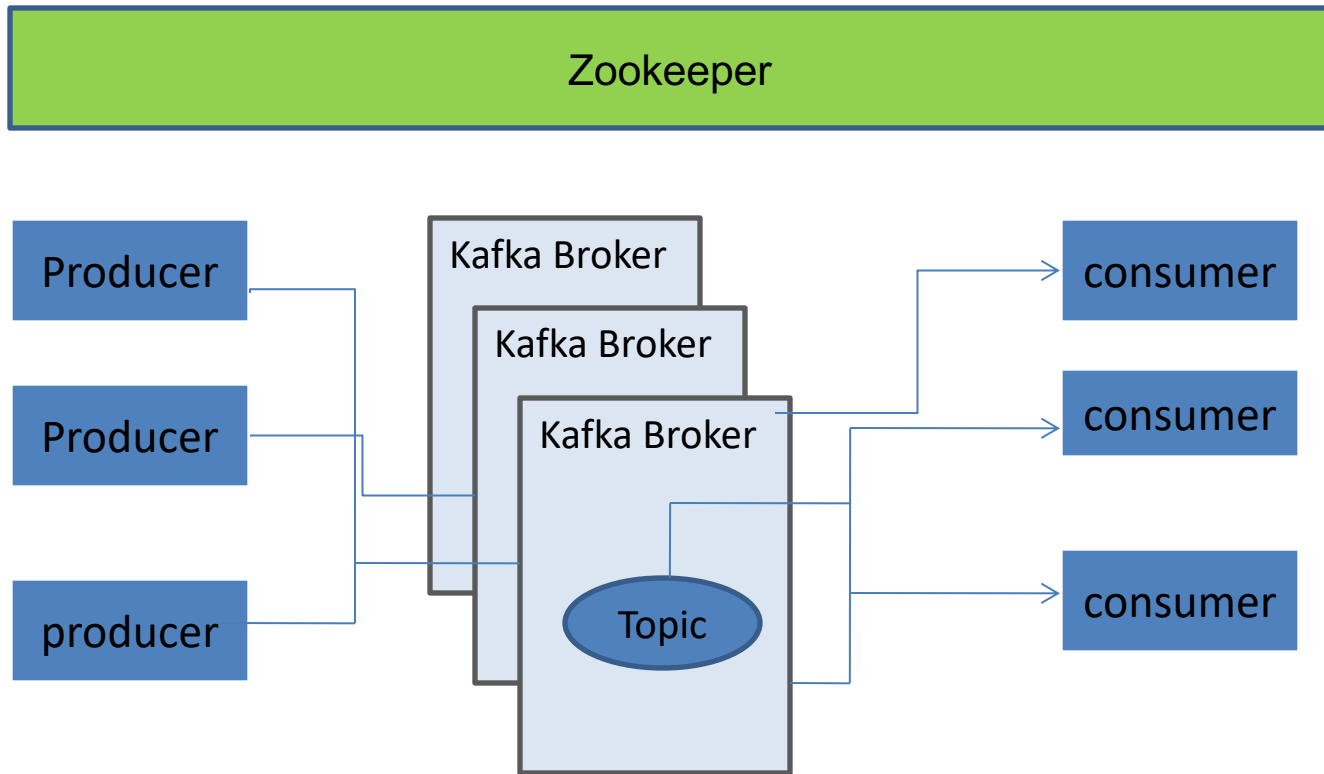 Zookeeper
Producer
Kafka Broker
consumer
Kafka Broker
Producer
consumer
Kafka Broker
producer
Topic
consumer